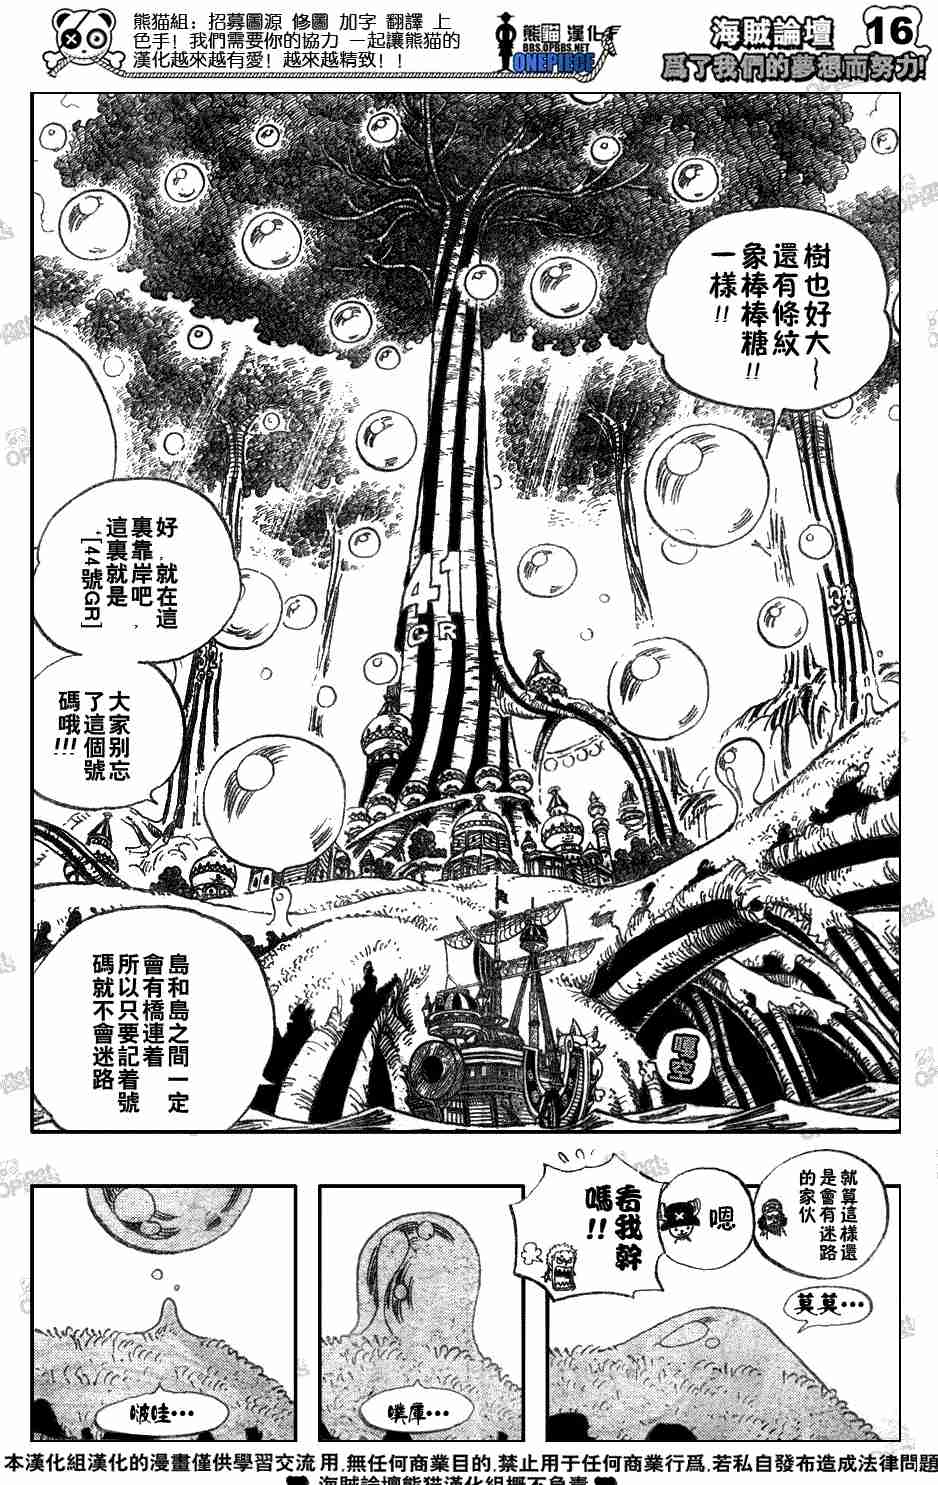 熊猫組：招募圖源 修圖 加字 翻譯 上
色手！我們需要你的協力 一起讓熊猫的
漢化越來越有愛！越來越精致！！
熊猫 漢化
BBS.OPBBS.NET
ONEPIECE
海賊論壇
16
爲了我們的夢想而努力!
樹也好大～
還有條紋
象棒棒糖
一樣!!
好,就在這
裏靠岸吧,
這裏就是
"[44號GR]
大家别忘
了這個號
碼哦!!!
41
GR
38
島和島之間一定
會有橋連着
所以只要記着號
碼就不會迷路
嘎空
就算這樣還
是會有迷路
的家伙
嗯
看我幹
嗎!!
莫莫…
噗庫…
啵哇…
本漢化組漢化的漫畫僅供學習交流 用,無任何商業目的,禁止用于任何商業行爲,若私自發布造成法律問題
海賊論壇熊猫漢化組概不負責